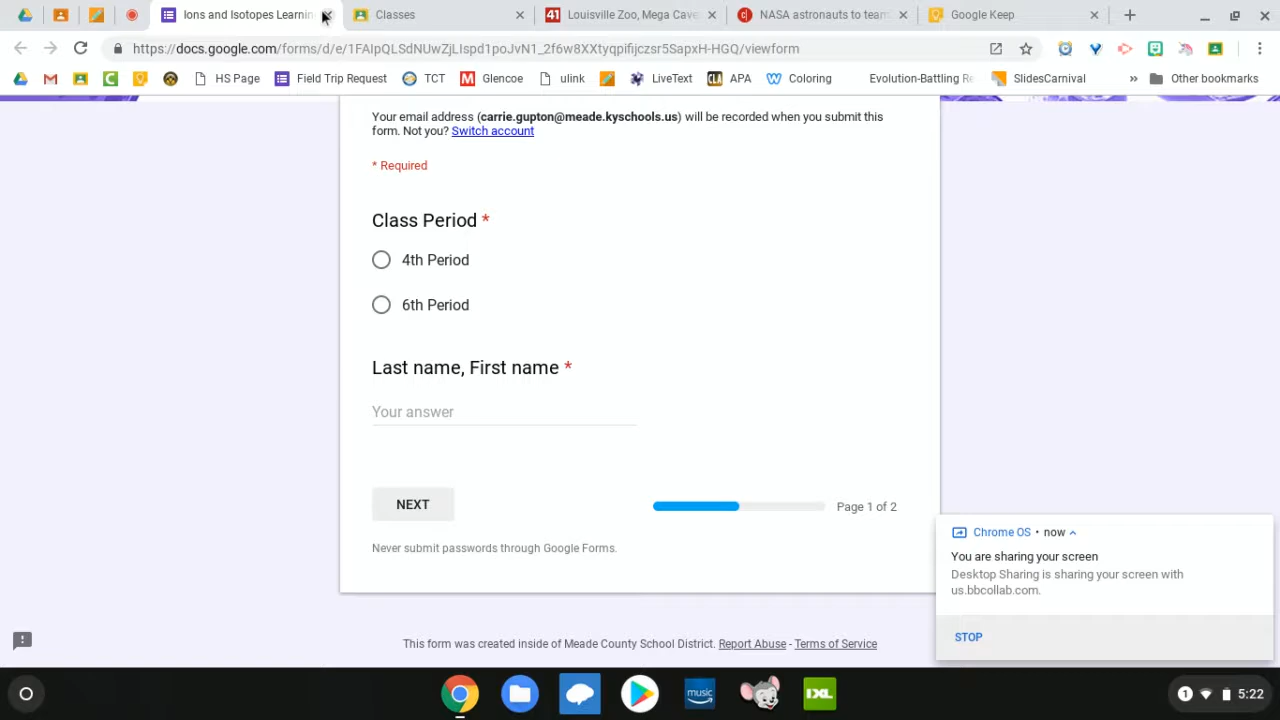 Ions and Isotopes Learnin
Classes
Louisville Zoo, Mega Cave
NASA astronauts to team
Google Keep
https://docs.google.com/forms/d/e/1FAIpQLSdNUwZjLIspd1poJvN1_2f6w8XXtyqpifijczsr5SapxH-HGQ/viewform
HS Page
Field Trip Request
TCT
Glencoe
ulink
LiveText
CLA
APA
Coloring
Evolution-Battling Re
SlidesCarnival
»
Other bookmarks
Your email address (carrie.gupton@meade.kyschools.us) will be recorded when you submit this
form. Not you? Switch account
* Required
Class Period *
4th Period
6th Period
Last name, First name *
Your answer
NEXT
Page 1 of 2
Never submit passwords through Google Forms.
This form was created inside of Meade County School District. Report Abuse - Terms of Service
Chrome OS • now
You are sharing your screen
Desktop Sharing is sharing your screen with
us.bbcollab.com.
STOP
music
IXL
1
5:22